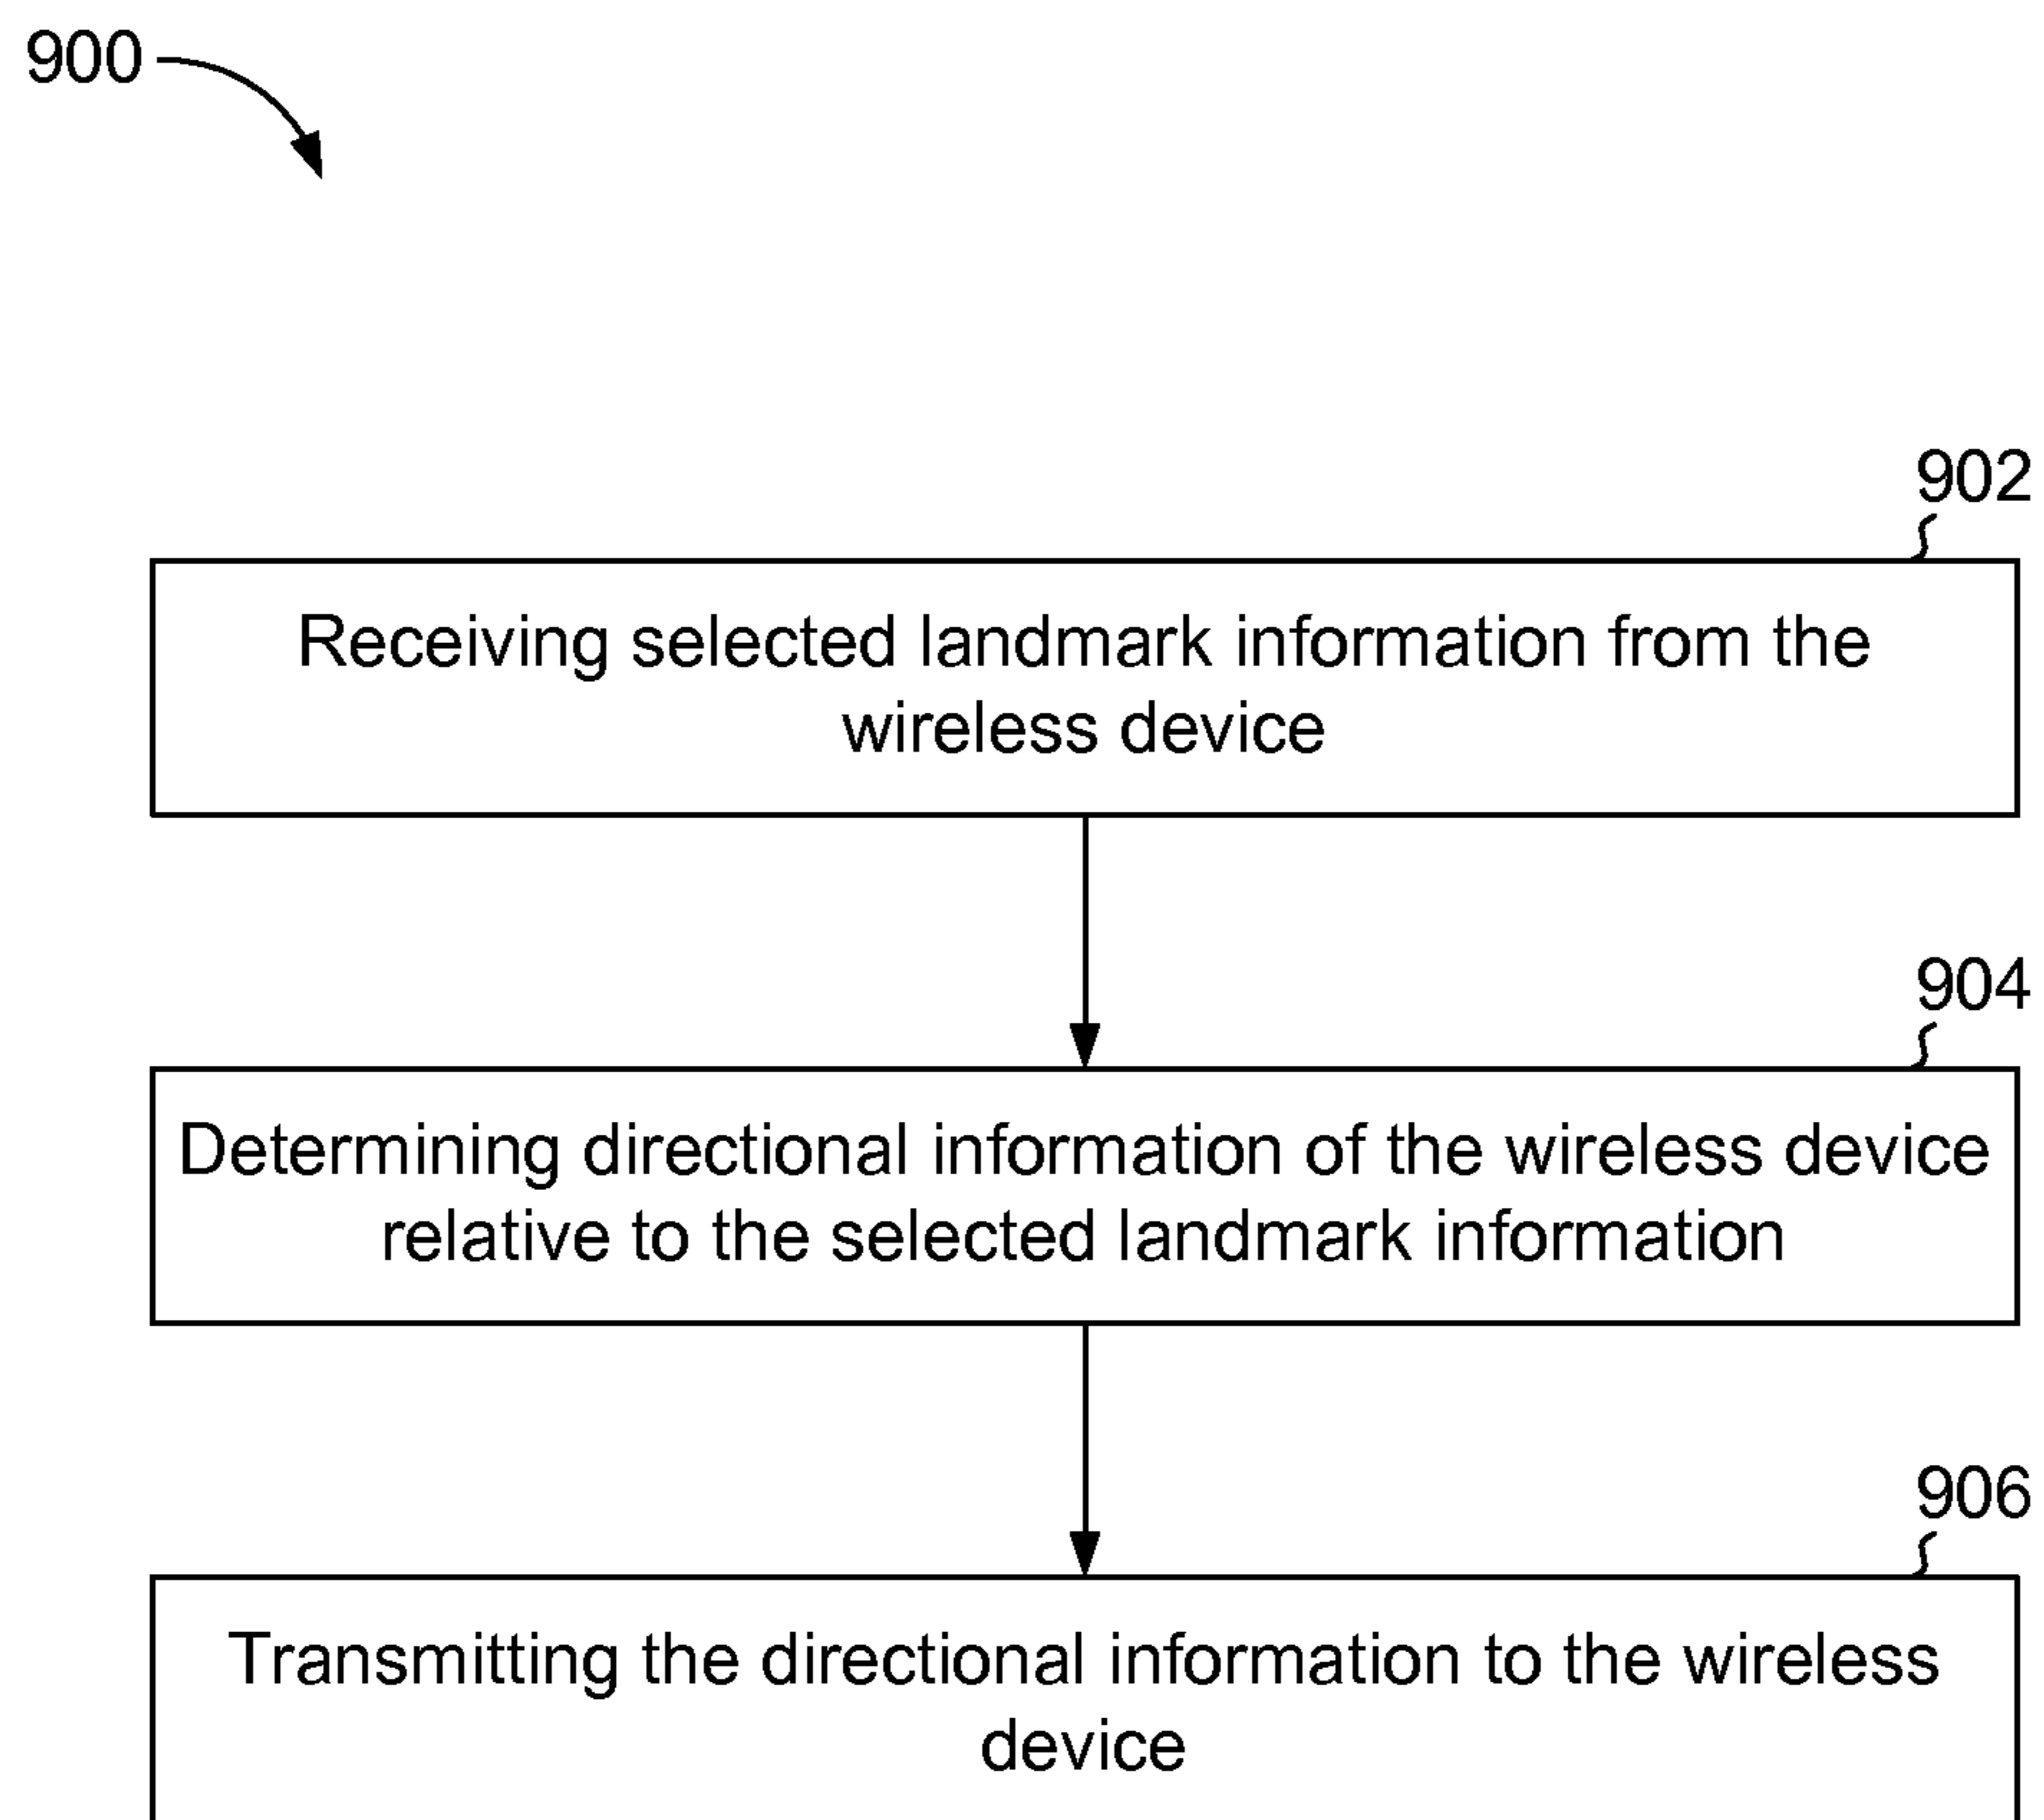 900
902
Receiving selected landmark information from the
wireless device
904
Determining directional information of the wireless device
relative to the selected landmark information
906
Transmitting the directional information to the wireless
device